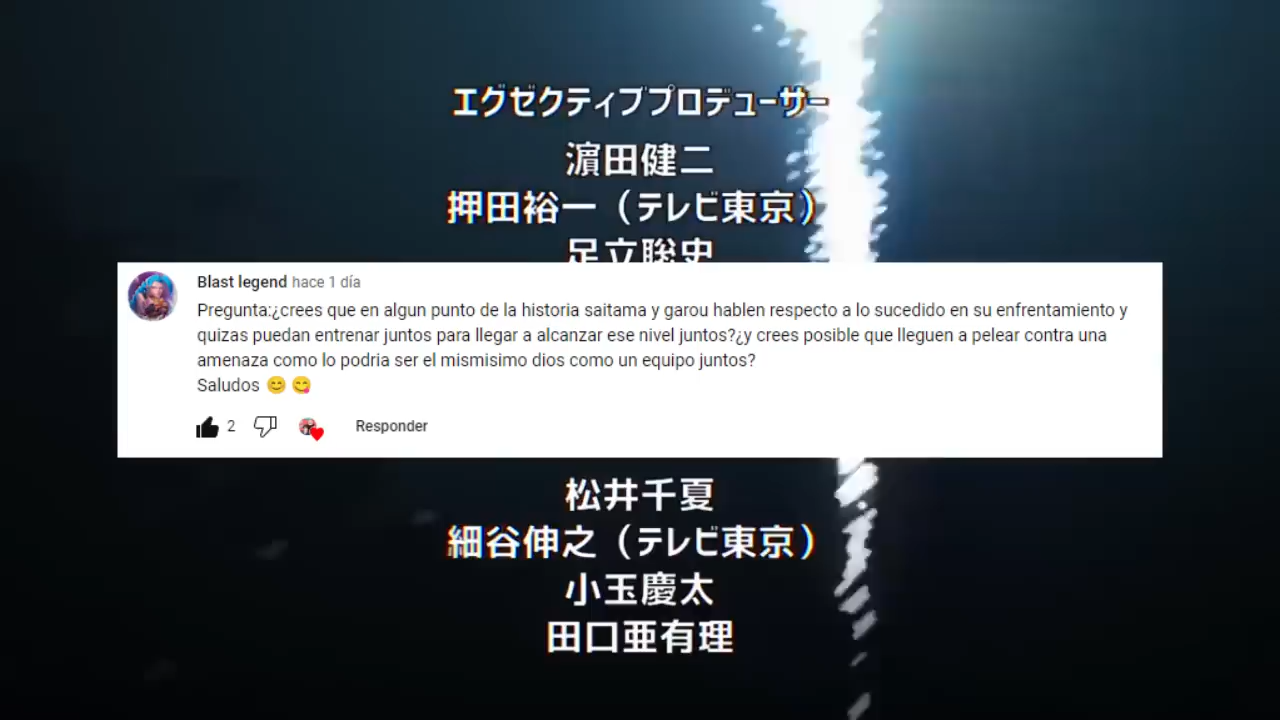 エグゼクティブプロデューサー
濵田健二
押田裕一（テレビ東京）
足立聡史
Blast legend hace 1 día
Pregunta:¿crees que en algun punto de la historia saitama y garou hablen respecto a lo sucedido en su enfrentamiento y
quizas puedan entrenar juntos para llegar a alcanzar ese nivel juntos?¿y crees posible que lleguen a pelear contra una
amenaza como lo podria ser el mismisimo dios como un equipo juntos?
Saludos 😊 😋
2 Responder
松井千夏
細谷伸之（テレビ東京）
小玉慶太
田口亜有理